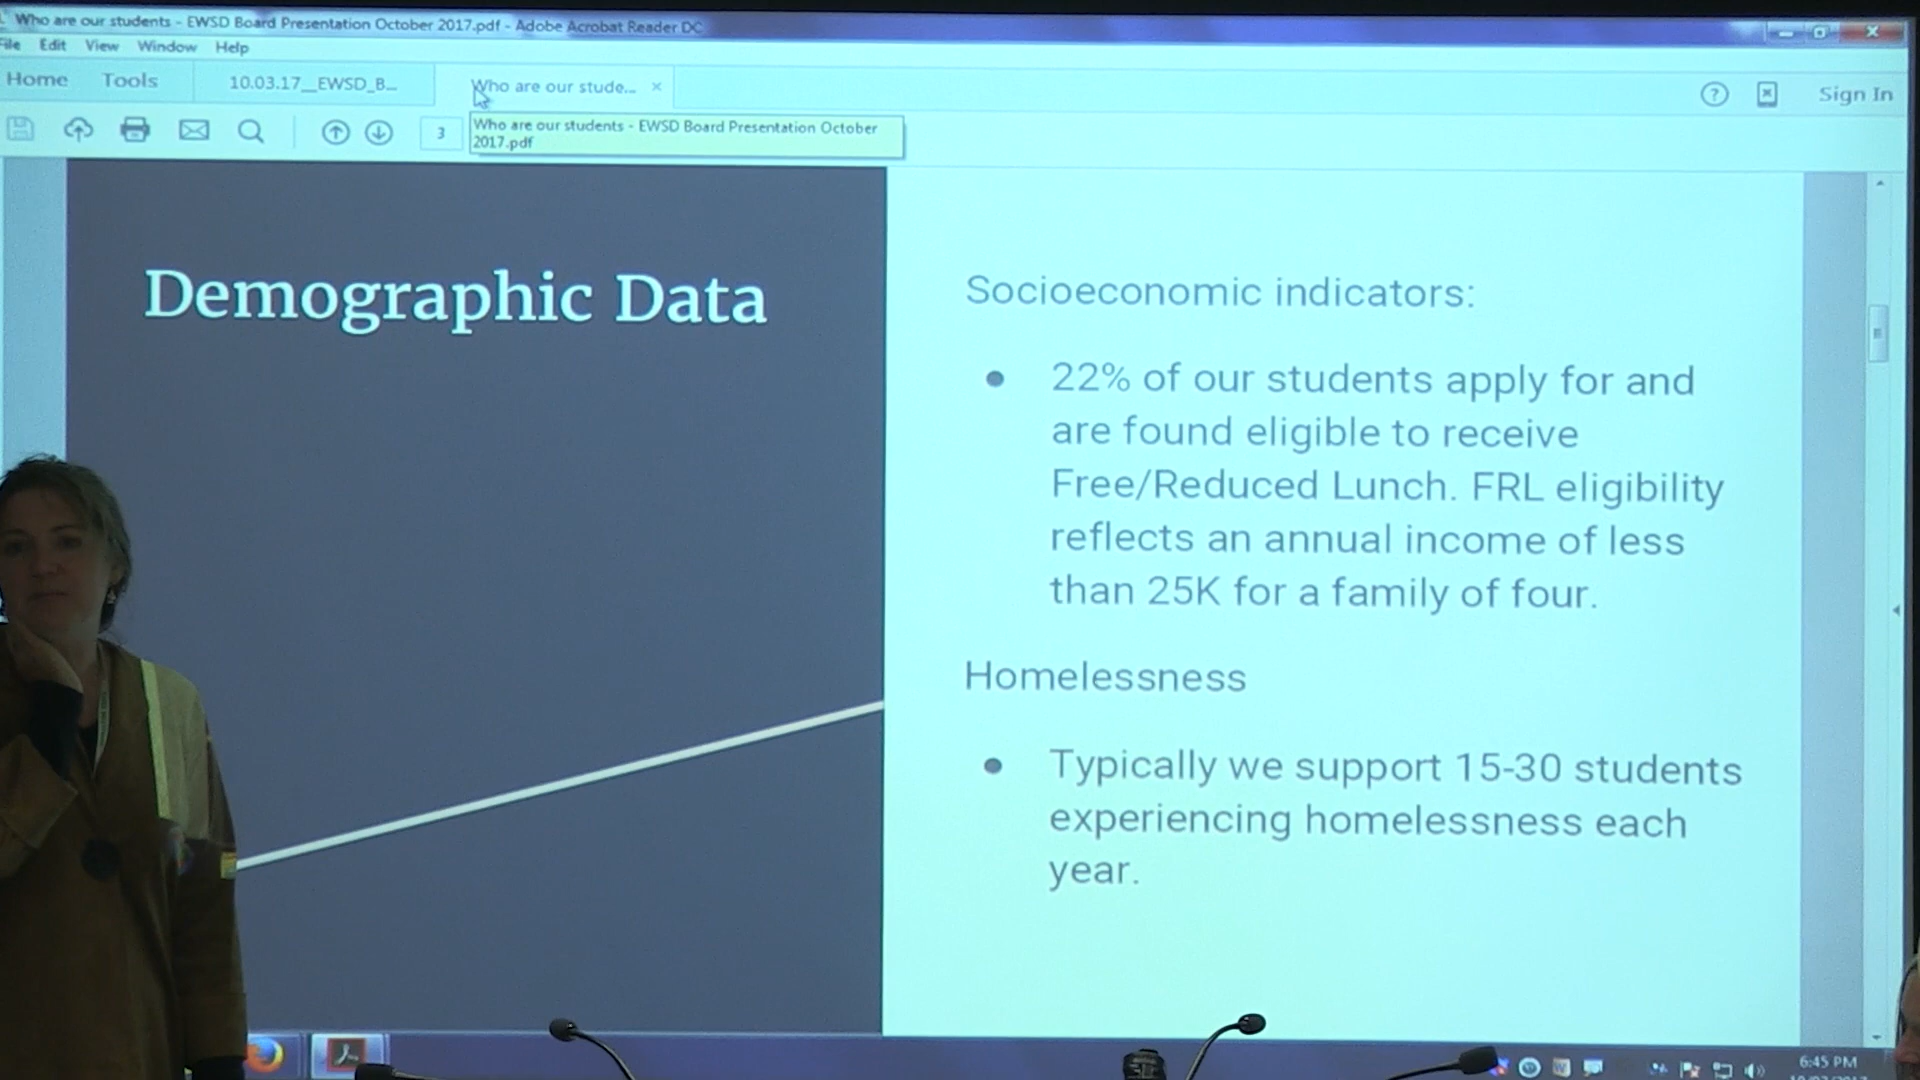 Who are our students - EWSD Board Presentation October 2017.pdf - Adobe Acrobat Reader DC
File Edit View Window Help
Home Tools 10.03.17__EWSD_B... Who are our stude... ×
? Sign In
3
Who are our students - EWSD Board Presentation October
2017.pdf
Demographic Data
Socioeconomic indicators:
• 22% of our students apply for and
are found eligible to receive
Free/Reduced Lunch. FRL eligibility
reflects an annual income of less
than 25K for a family of four.
Homelessness
• Typically we support 15-30 students
experiencing homelessness each
year.
6:45 PM